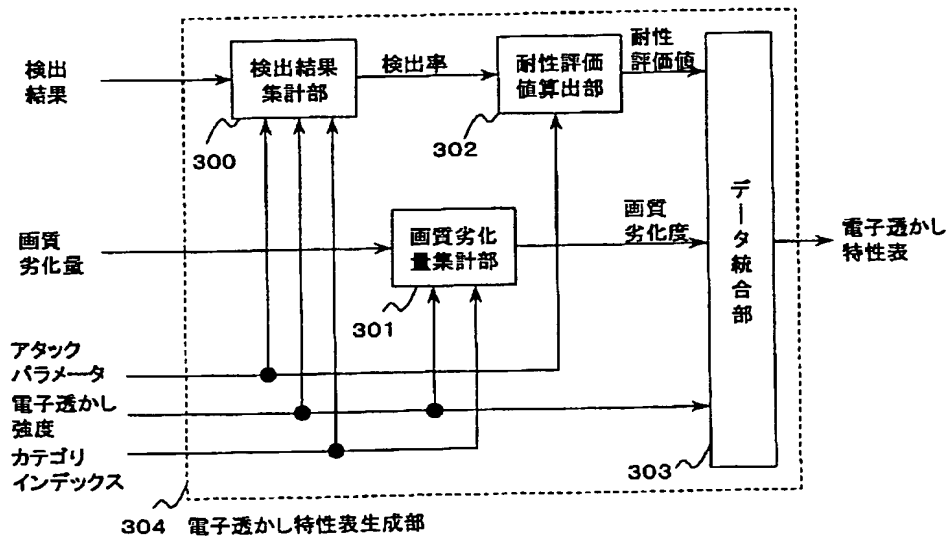 検出
結果
検出結果
集計部
300
検出率
耐性評価
値算出部
302
耐性
評価値
画質
劣化量
画質劣化
量集計部
301
画質
劣化度
データ統合部
303
電子透かし
特性表
アタック
パラメータ
電子透かし
強度
カテゴリ
インデックス
304 電子透かし特性表生成部